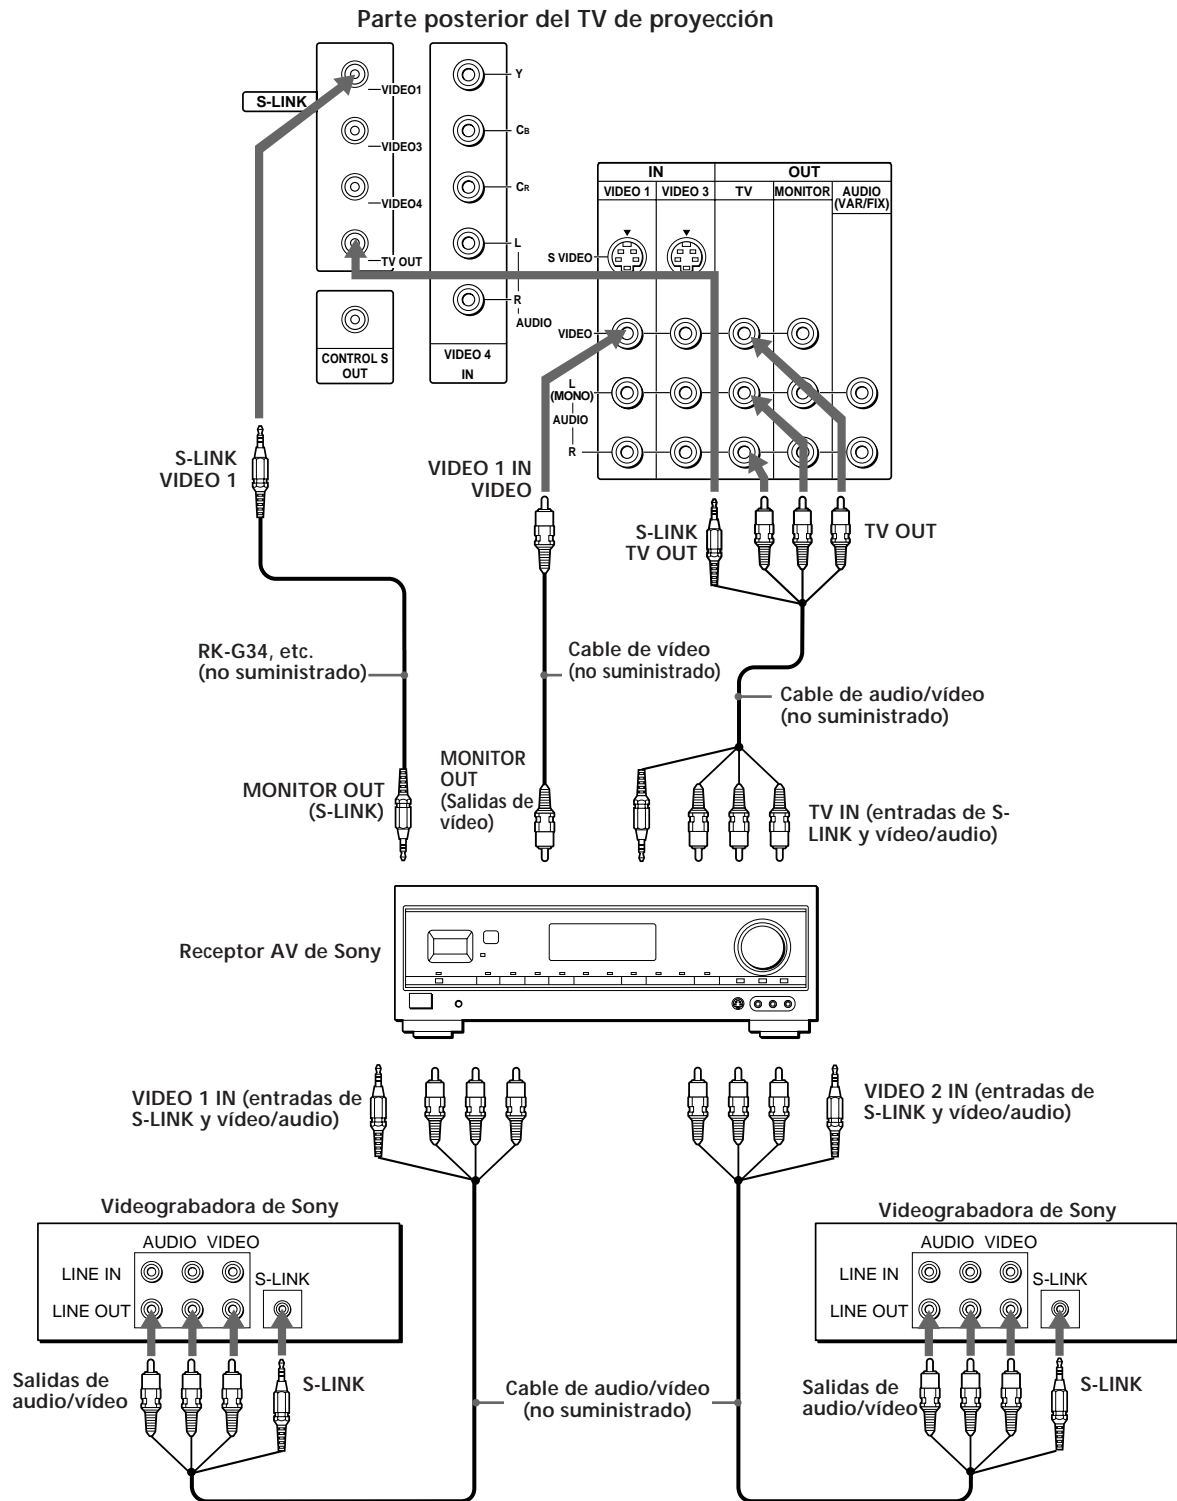 Parte posterior del TV de proyección
S-LINK
VIDEO1
VIDEO3
VIDEO4
TV OUT
CONTROL S
OUT
Y
CB
CR
L
R
AUDIO
VIDEO 4
IN
IN
OUT
VIDEO 1
VIDEO 3
TV
MONITOR
AUDIO
(VAR/FIX)
S VIDEO
VIDEO
L
(MONO)
AUDIO
R
S-LINK
VIDEO 1
VIDEO 1 IN
VIDEO
S-LINK
TV OUT
TV OUT
RK-G34, etc.
(no suministrado)
Cable de vídeo
(no suministrado)
Cable de audio/vídeo
(no suministrado)
MONITOR OUT
(S-LINK)
MONITOR
OUT
(Salidas de
vídeo)
TV IN (entradas de S-
LINK y vídeo/audio)
Receptor AV de Sony
VIDEO 1 IN (entradas de
S-LINK y vídeo/audio)
VIDEO 2 IN (entradas de
S-LINK y vídeo/audio)
Videograbadora de Sony
AUDIO VIDEO
LINE IN
S-LINK
LINE OUT
Salidas de
audio/vídeo
S-LINK
Cable de audio/vídeo
(no suministrado)
Videograbadora de Sony
AUDIO VIDEO
LINE IN
S-LINK
LINE OUT
Salidas de
audio/vídeo
S-LINK